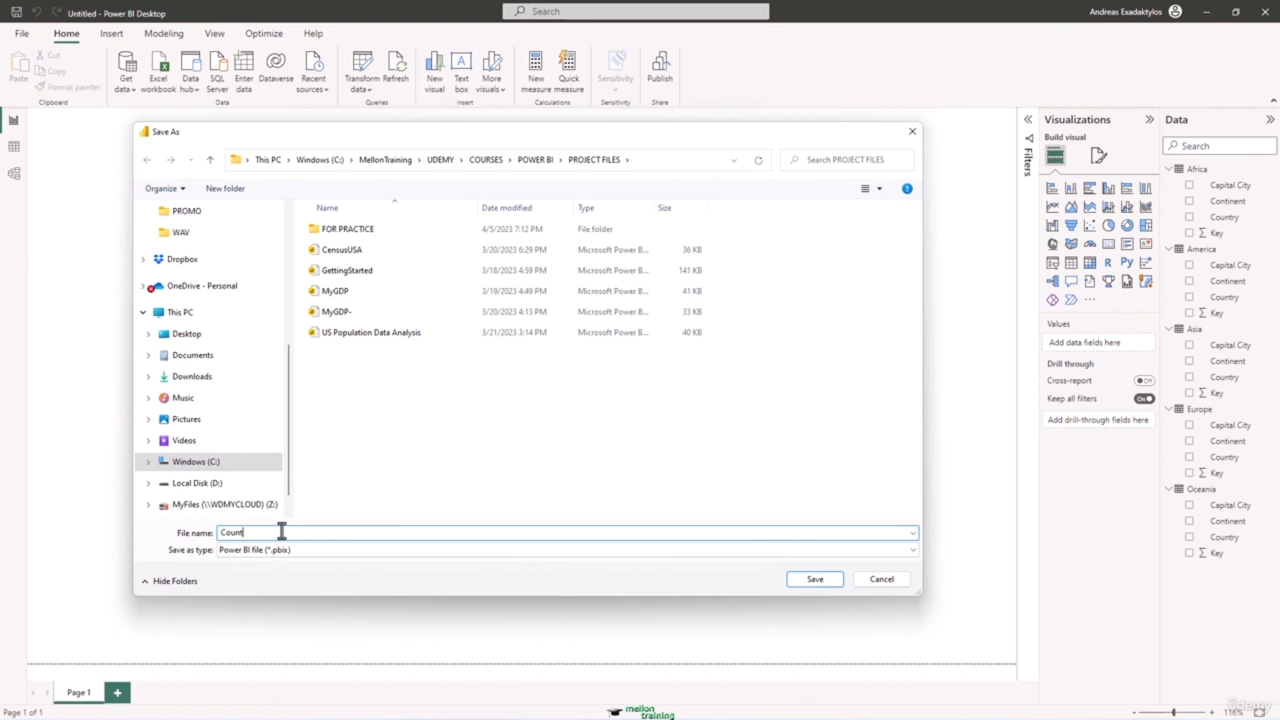 Untitled - Power BI Desktop
Search
Andreas Exadaktylos
File
Home
Insert
Modeling
View
Optimize
Help
Paste
Cut
Copy
Format painter
Clipboard
Get data
Excel workbook
Data hub
SQL Server
Enter data
Dataverse
Recent sources
Data
Transform data
Refresh
Queries
New visual
Text box
More visuals
Insert
New measure
Quick measure
Calculations
Sensitivity
Sensitivity
Publish
Share
Save As
This PC
Windows (C:)
MellonTraining
UDEMY
COURSES
POWER BI
PROJECT FILES
Search PROJECT FILES
Organize
New folder
PROMO
WAV
Dropbox
OneDrive - Personal
This PC
Desktop
Documents
Downloads
Music
Pictures
Videos
Windows (C:)
Local Disk (D:)
MyFiles (\\WDMYCLOUD) (Z:)
Name Date modified Type Size
FOR PRACTICE 4/5/2023 7:12 PM File folder
CensusUSA 3/20/2023 6:29 PM Microsoft Power B... 36 KB
GettingStarted 3/18/2023 4:59 PM Microsoft Power B... 141 KB
MyGDP 3/19/2023 4:49 PM Microsoft Power B... 41 KB
MyGDP- 3/20/2023 4:13 PM Microsoft Power B... 33 KB
US Population Data Analysis 3/21/2023 3:14 PM Microsoft Power B... 40 KB
File name: Count
Save as type: Power BI file (*.pbix)
Hide Folders
Save
Cancel
Filters
Visualizations
Build visual
R
Py
Values
Add data fields here
Drill through
Cross-report Off
Keep all filters On
Add drill-through fields here
Data
Search
Africa
Capital City
Continent
Country
∑ Key
America
Capital City
Continent
Country
∑ Key
Asia
Capital City
Continent
Country
∑ Key
Europe
Capital City
Continent
Country
∑ Key
Oceania
Capital City
Continent
Country
∑ Key
Page 1
Page 1 of 1
mellon training
116%
udemy